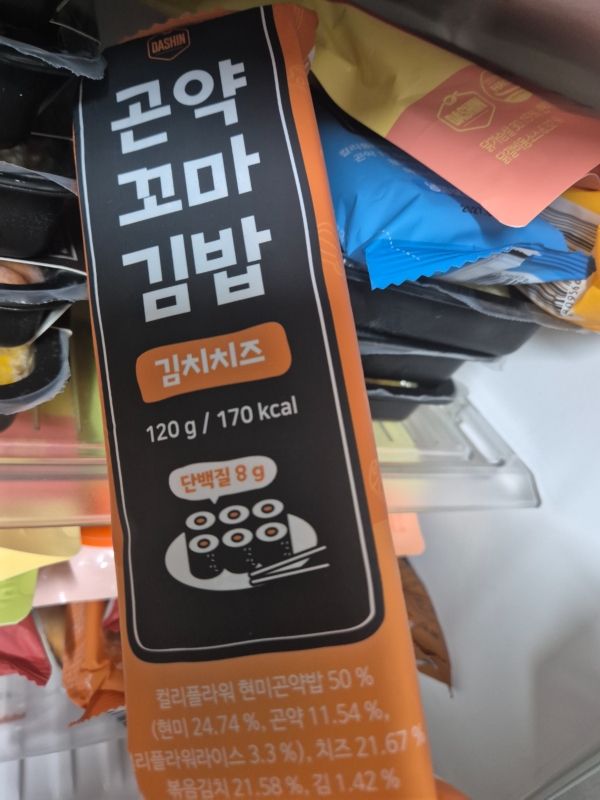 DASHIN
곤약
꼬마
김밥
김치치즈
120 g / 170 kcal
단백질 8 g
컬리플라워 현미곤약밥 50 %
(현미 24.74 %, 곤약 11.54 %,
리플라워라이스 3.3 %), 치즈 21.67 %
볶음김치 21.58 %, 김 1.42 %
DASHIN